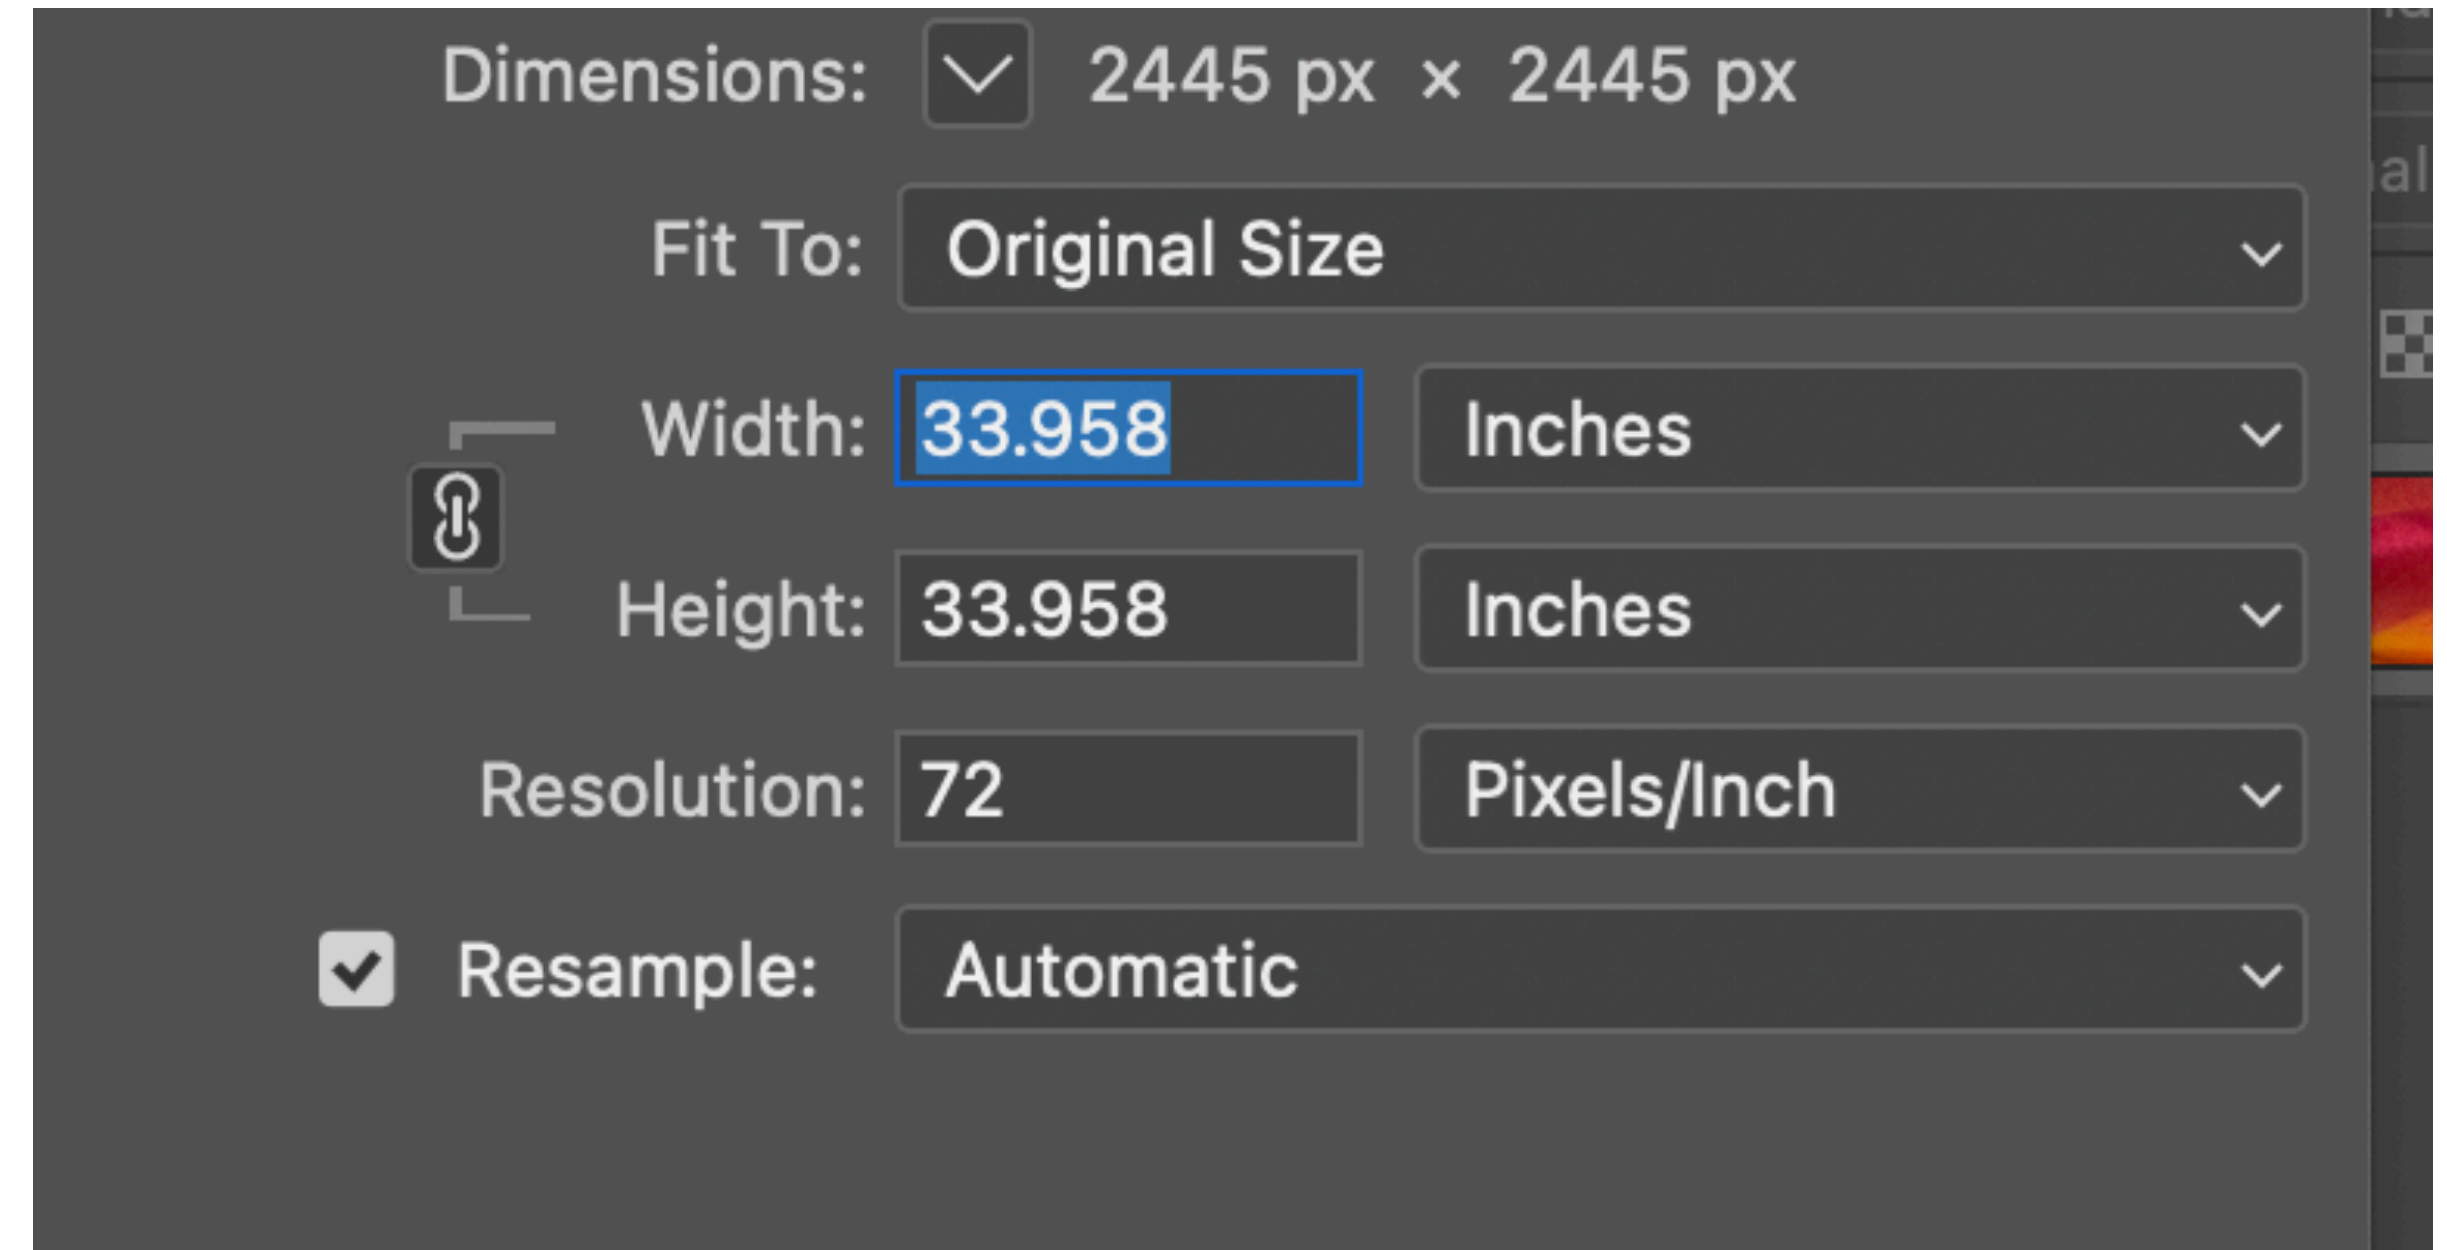 Dimensions: 2445 px × 2445 px
Fit To: Original Size
Width: 33.958 Inches
Height: 33.958 Inches
Resolution: 72 Pixels/Inch
Resample: Automatic